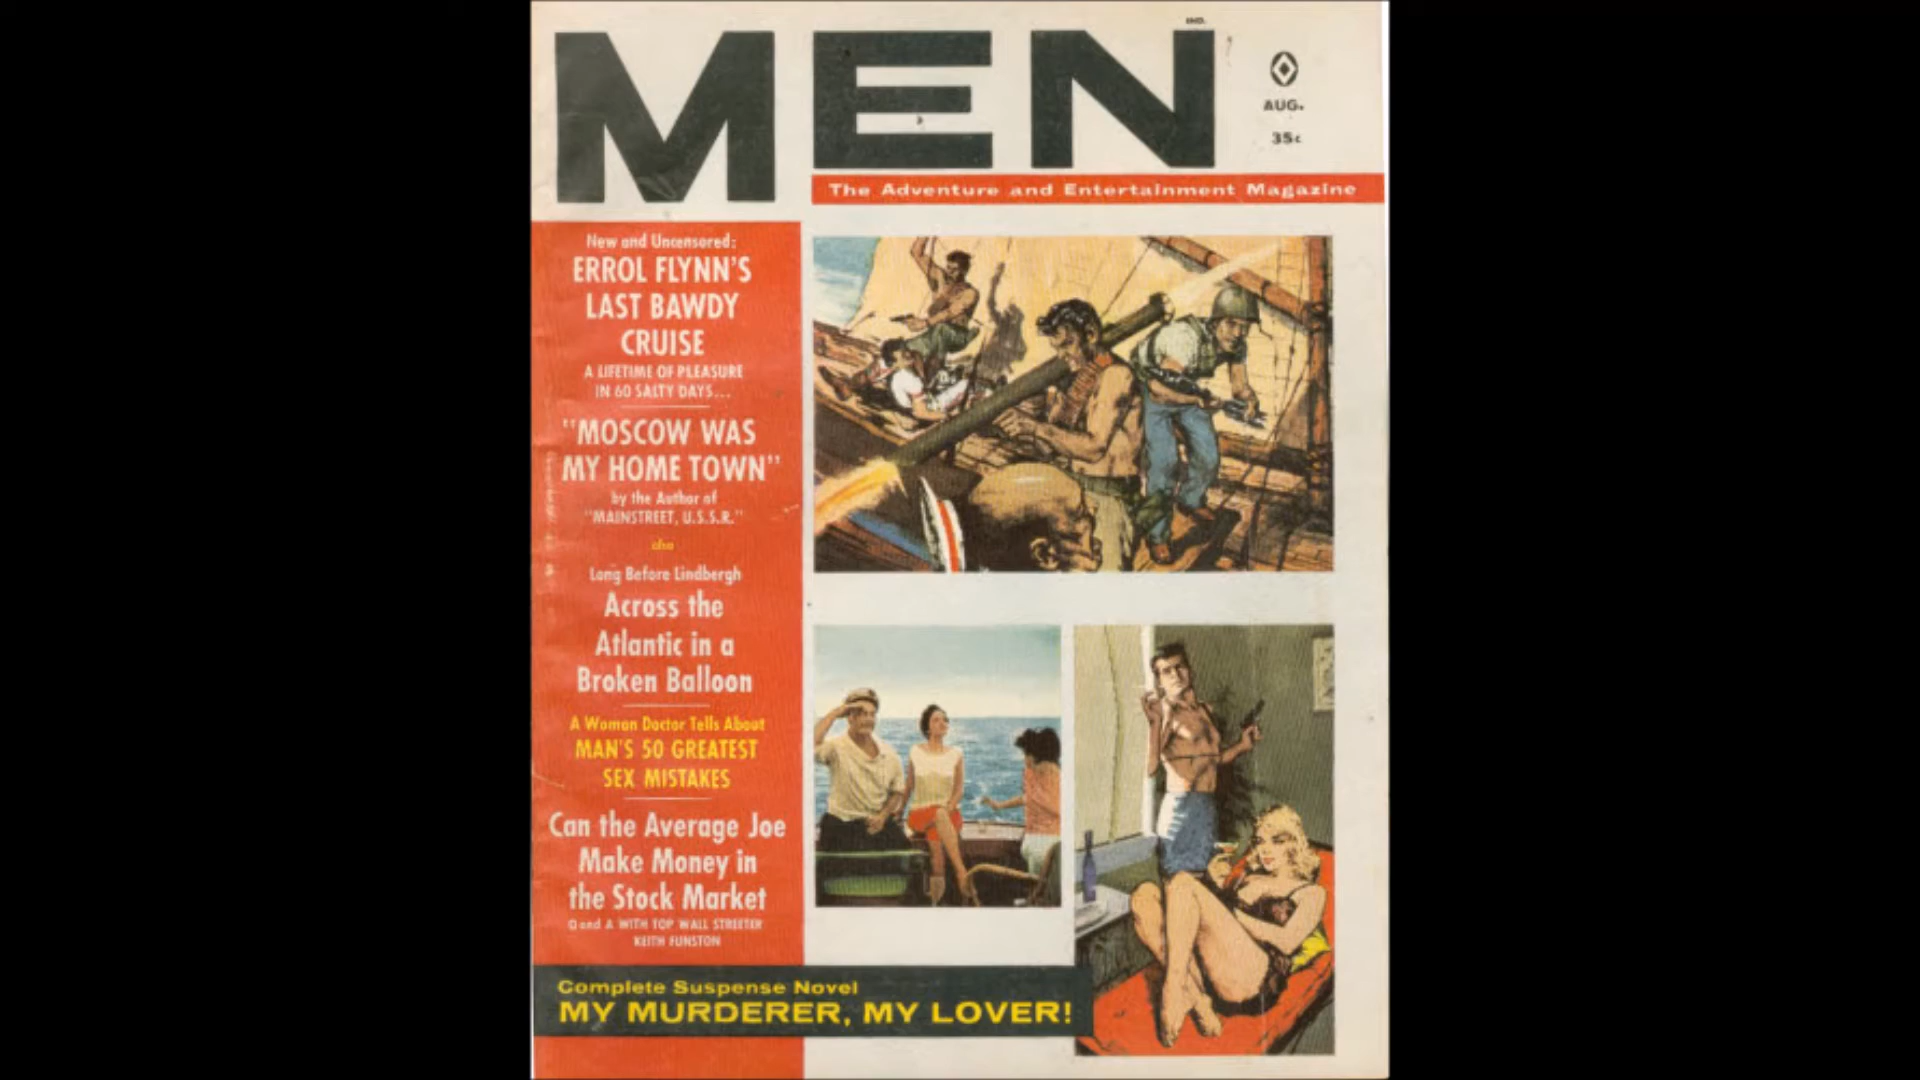 IND.
MEN
AUG.
35¢
The Adventure and Entertainment Magazine
New and Uncensored:
ERROL FLYNN'S
LAST BAWDY
CRUISE
A LIFETIME OF PLEASURE
IN 60 SALTY DAYS...
"MOSCOW WAS
MY HOME TOWN"
by the Author of
"MAINSTREET, U.S.S.R."
also
Long Before Lindbergh
Across the
Atlantic in a
Broken Balloon
A Woman Doctor Tells About
MAN'S 50 GREATEST
SEX MISTAKES
Can the Average Joe
Make Money in
the Stock Market
Q and A WITH TOP WALL STREETER
KEITH FUNSTON
Complete Suspense Novel
MY MURDERER, MY LOVER!